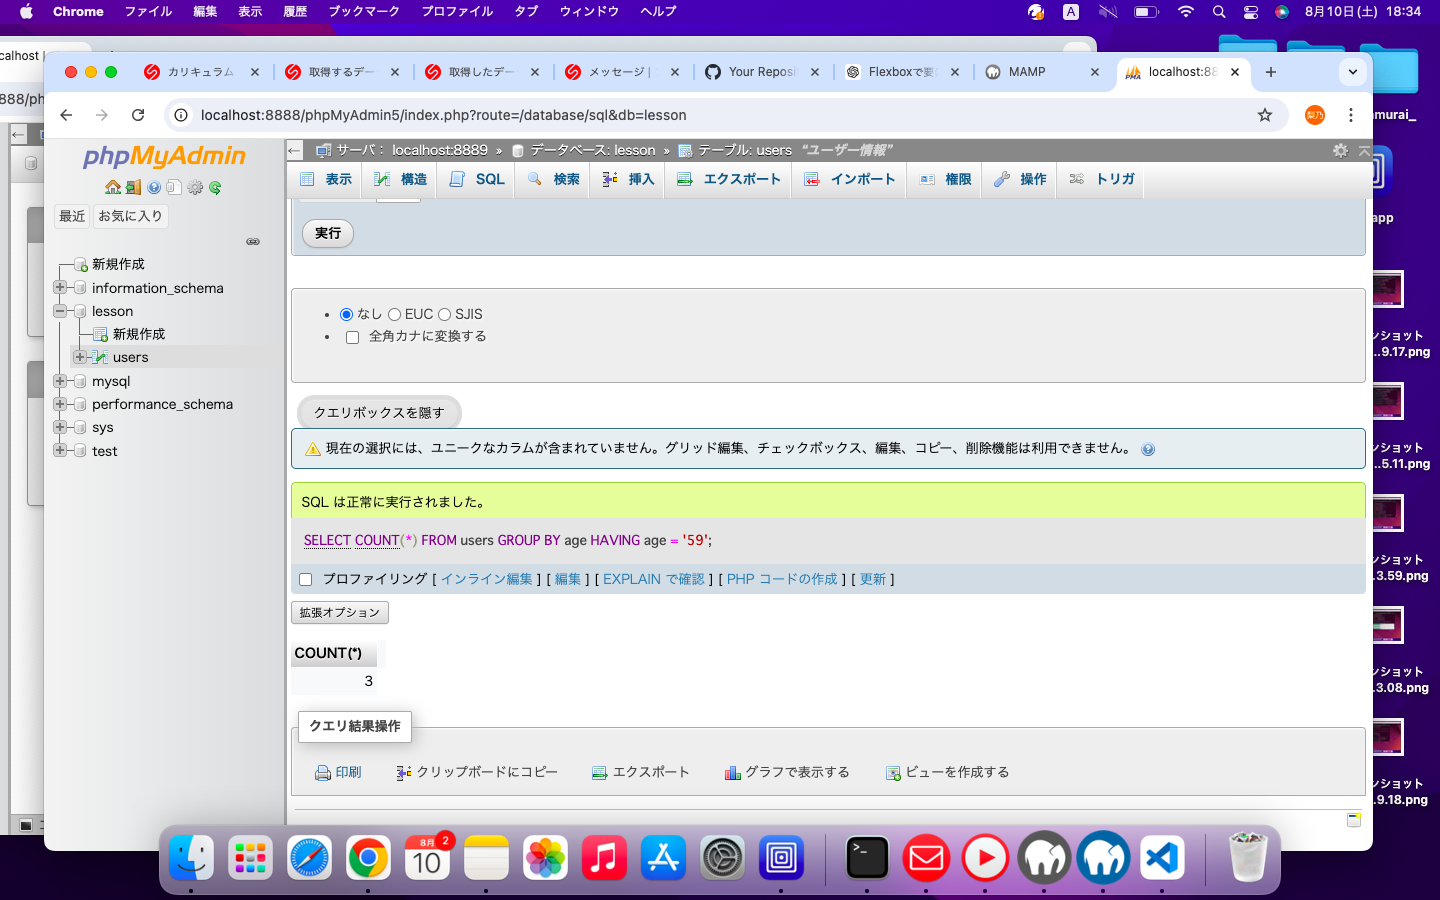 Chrome ファイル 編集 表示 履歴 ブックマーク プロファイル タブ ウィンドウ ヘルプ
A 8月10日(土) 18:34
calhost |
カリキュラム 取得するデー 取得したデー メッセージ | Your Reposi FlexboxでY要 MAMP localhost:88
888/ph
localhost:8888/phpMyAdmin5/index.php?route=/database/sql&db=lesson
梨乃
murai_
phpMyAdmin
サーバ: localhost:8889 » データベース: lesson » テーブル: users “ユーザー情報”
表示 構造 SQL 検索 挿入 エクスポート インポート 権限 操作 トリガ
最近 お気に入り
app
実行
新規作成
information_schema
lesson
新規作成
users
mysql
performance_schema
sys
test
なし EUC SJIS
全角カナに変換する
クエリボックスを隠す
現在の選択には、ユニークなカラムが含まれていません。グリッド編集、チェックボックス、編集、コピー、削除機能は利用できません。
SQL は正常に実行されました。
SELECT COUNT(*) FROM users GROUP BY age HAVING age = '59';
プロファイリング [ インライン編集 ] [ 編集 ] [ EXPLAIN で確認 ] [ PHP コードの作成 ] [ 更新 ]
拡張オプション
COUNT(*)
3
クエリ結果操作
印刷 クリップボードにコピー エクスポート グラフで表示する ビューを作成する
ンショット
...9.17.png
ンショット
...5.11.png
ンショット
.3.59.png
ンショット
.3.08.png
ンショット
.9.18.png
8月
10
2